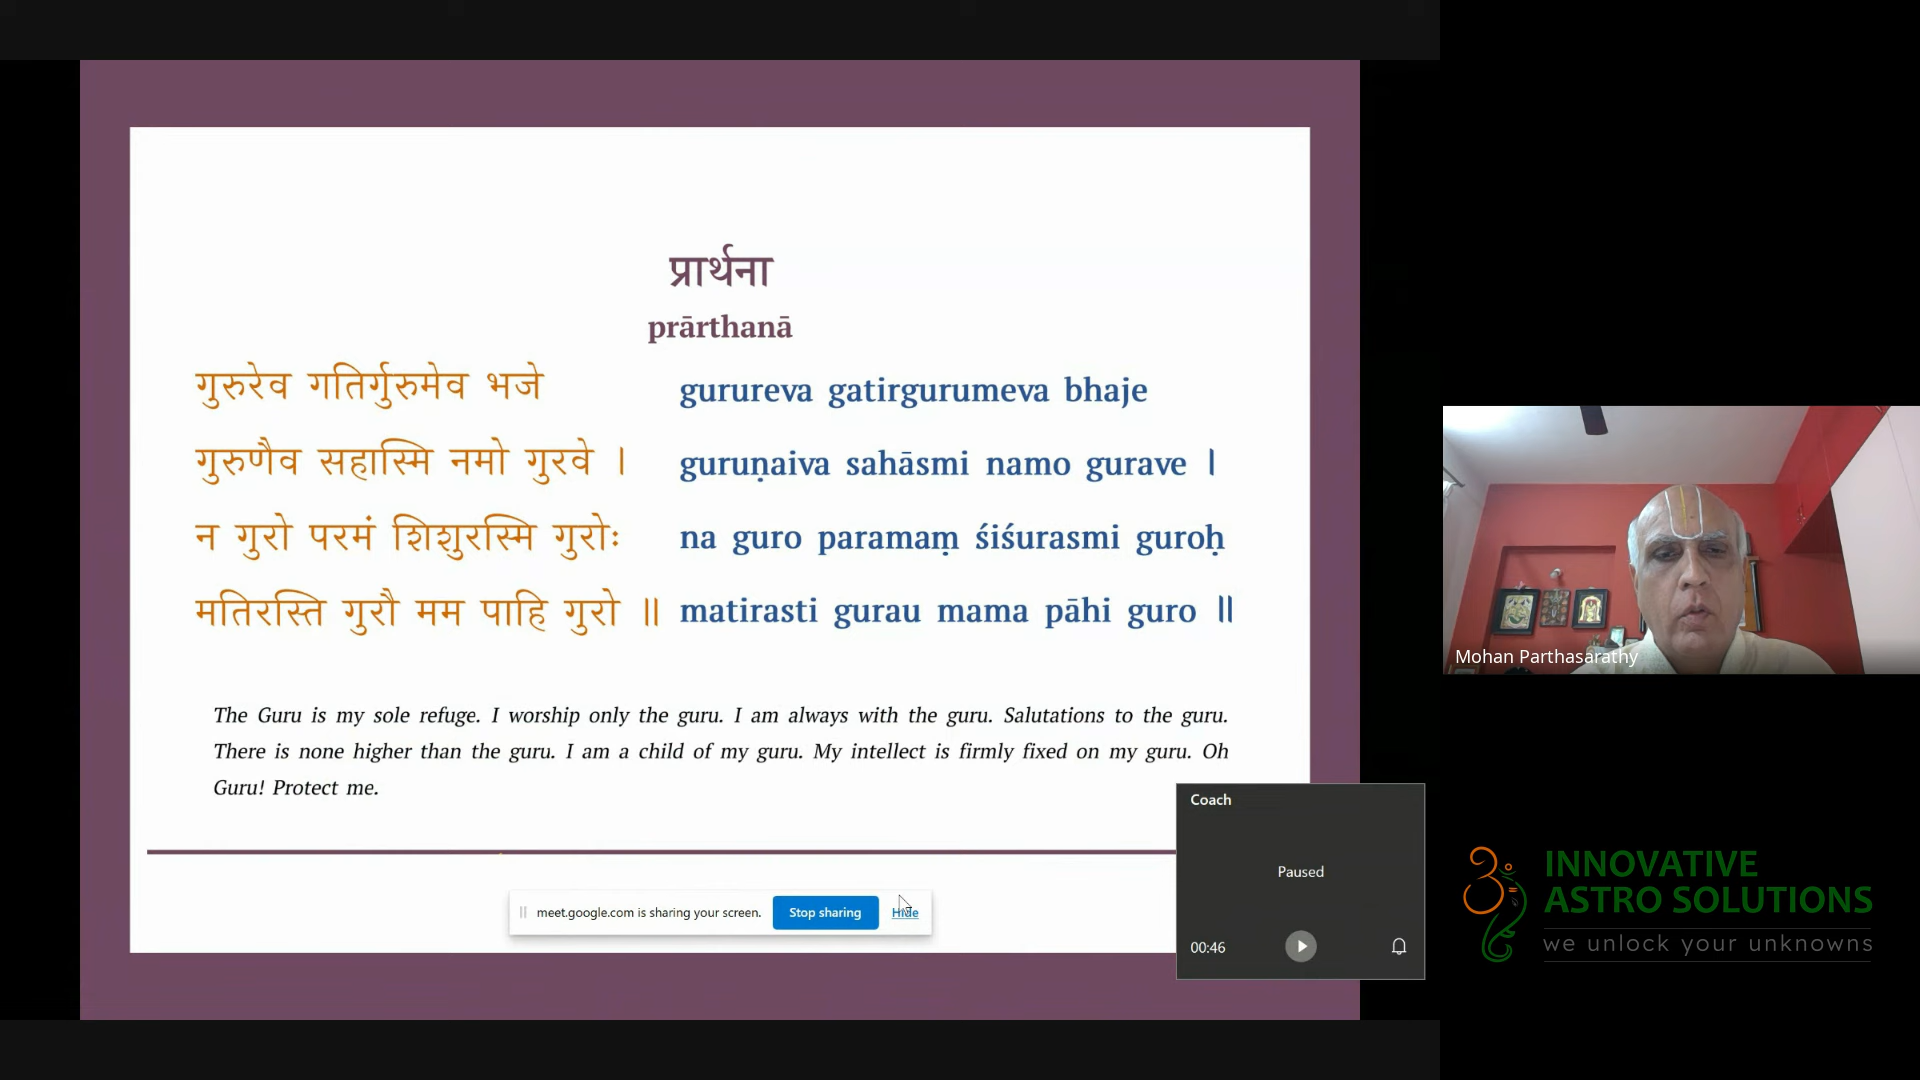 प्रार्थना
prārthanā
गुरुरेव गतिर्गुरुमेव भजे
gurureva gatirgurumeva bhaje
गुरुणैव सहास्मि नमो गुरवे ।
guruṇaiva sahāsmi namo gurave ।
न गुरो परमं शिशुरस्मि गुरोः
na guro paramaṃ śiśurasmi guroḥ
मतिरस्ति गुरौ मम पाहि गुरो ॥
matirasti gurau mama pāhi guro ॥
The Guru is my sole refuge. I worship only the guru. I am always with the guru. Salutations to the guru.
There is none higher than the guru. I am a child of my guru. My intellect is firmly fixed on my guru. Oh
Guru! Protect me.
Coach
Paused
00:46
meet.google.com is sharing your screen.
Stop sharing
Hide
Mohan Parthasarathy
INNOVATIVE
ASTRO SOLUTIONS
we unlock your unknowns